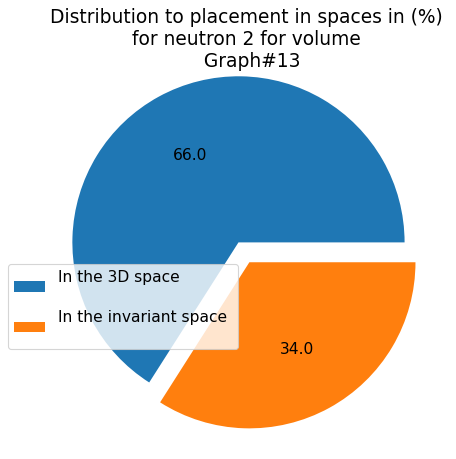 Distribution to placement in spaces in (%)
for neutron 2 for volume
Graph#13
66.0
In the 3D space
In the invariant space
34.0